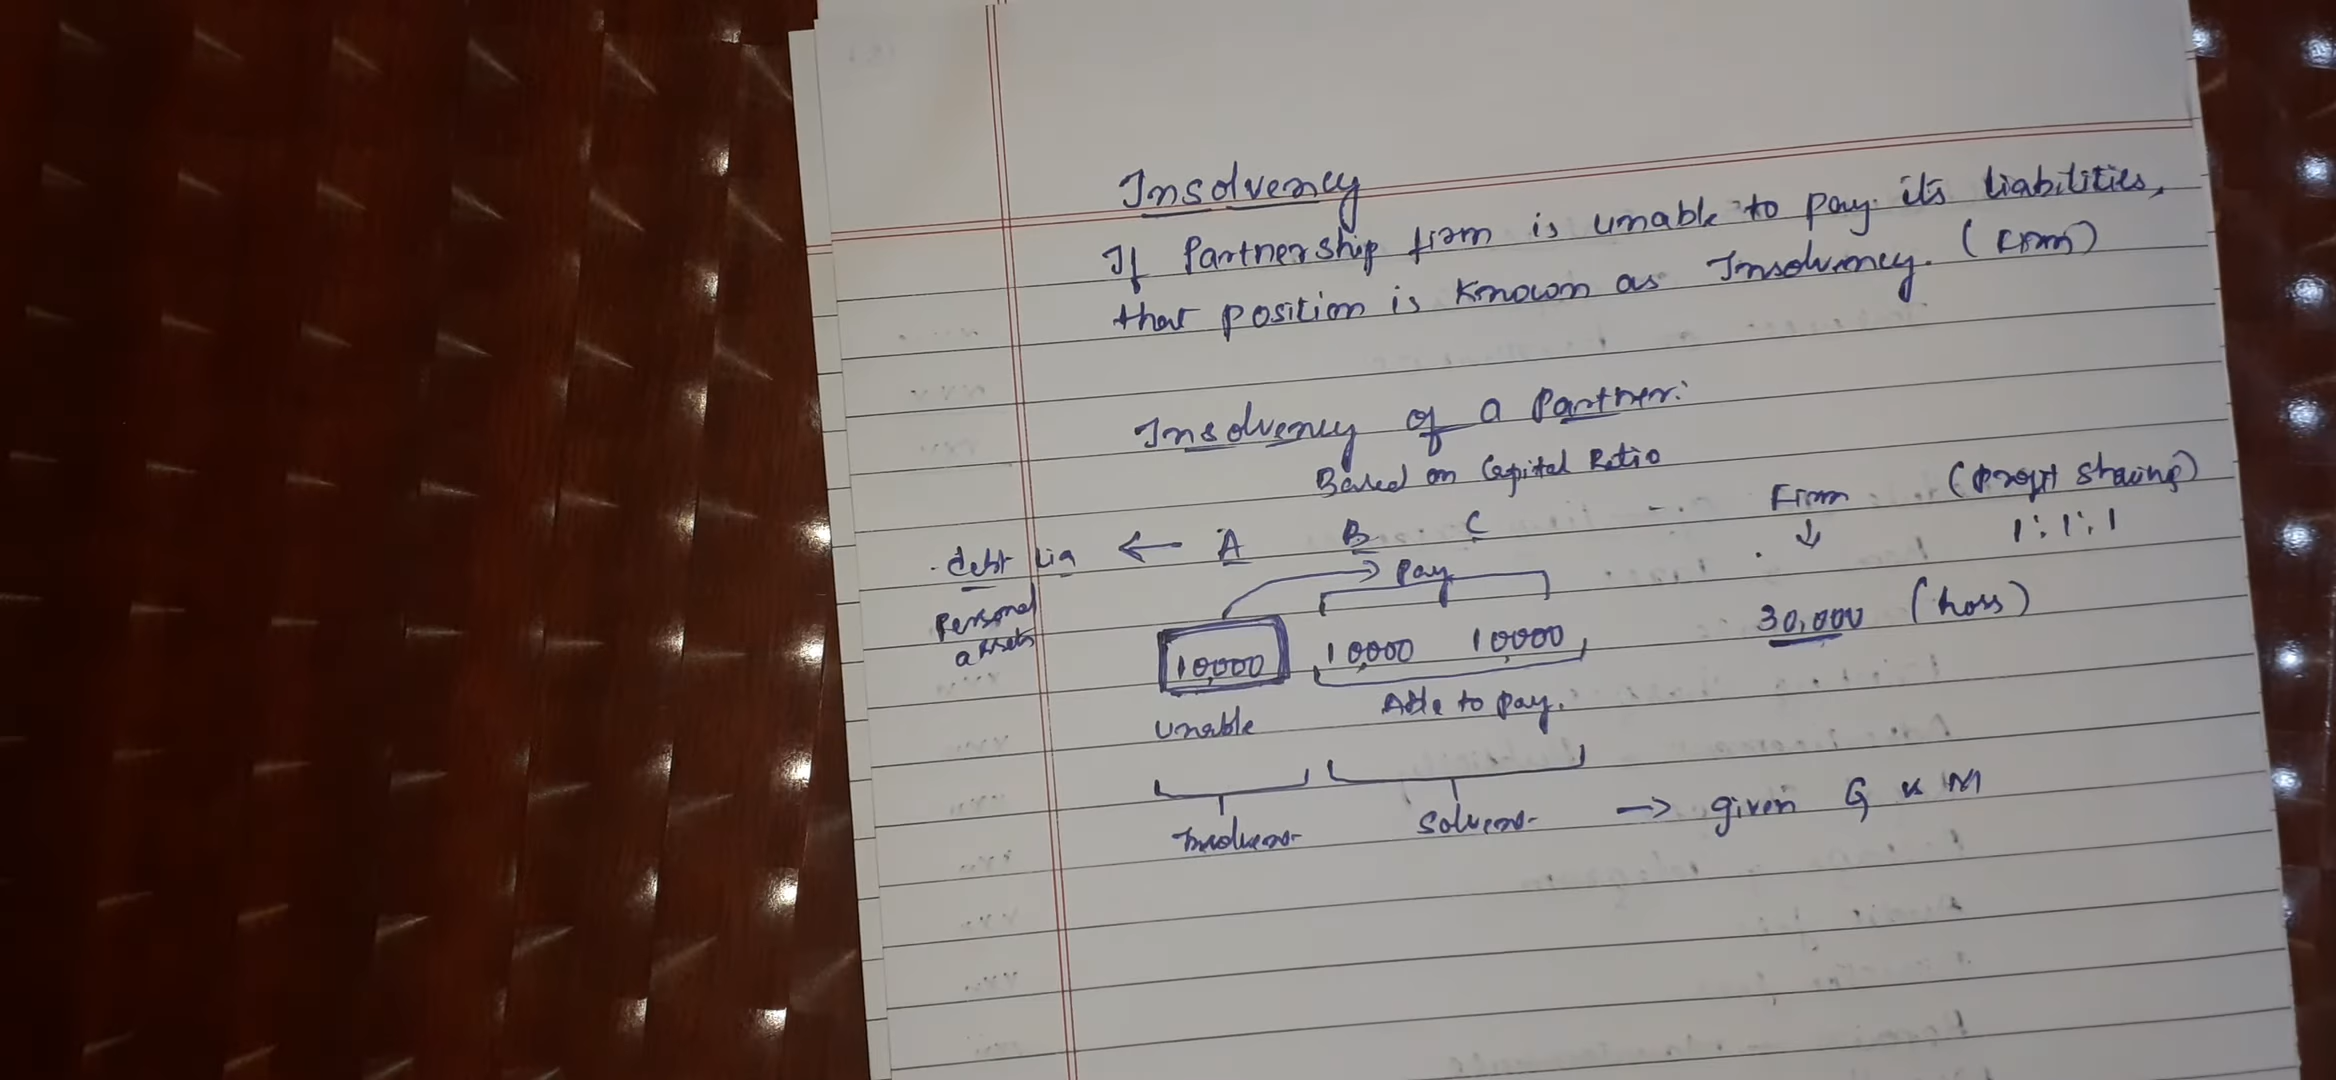 Insolvency
If Partnership firm is unable to pay its liabilities,
that position is known as Insolvency. (Firm)
Insolvency of a Partner:
Based on Capital Ratio
Firm (Profit Sharing)
debt lia ← A B C ↓ 1:1:1
Pay
Personal
assets
10,000 10,000 10,000 30,000 (Loss)
Unable Able to pay.
Insolvent Solvent → given G vs M